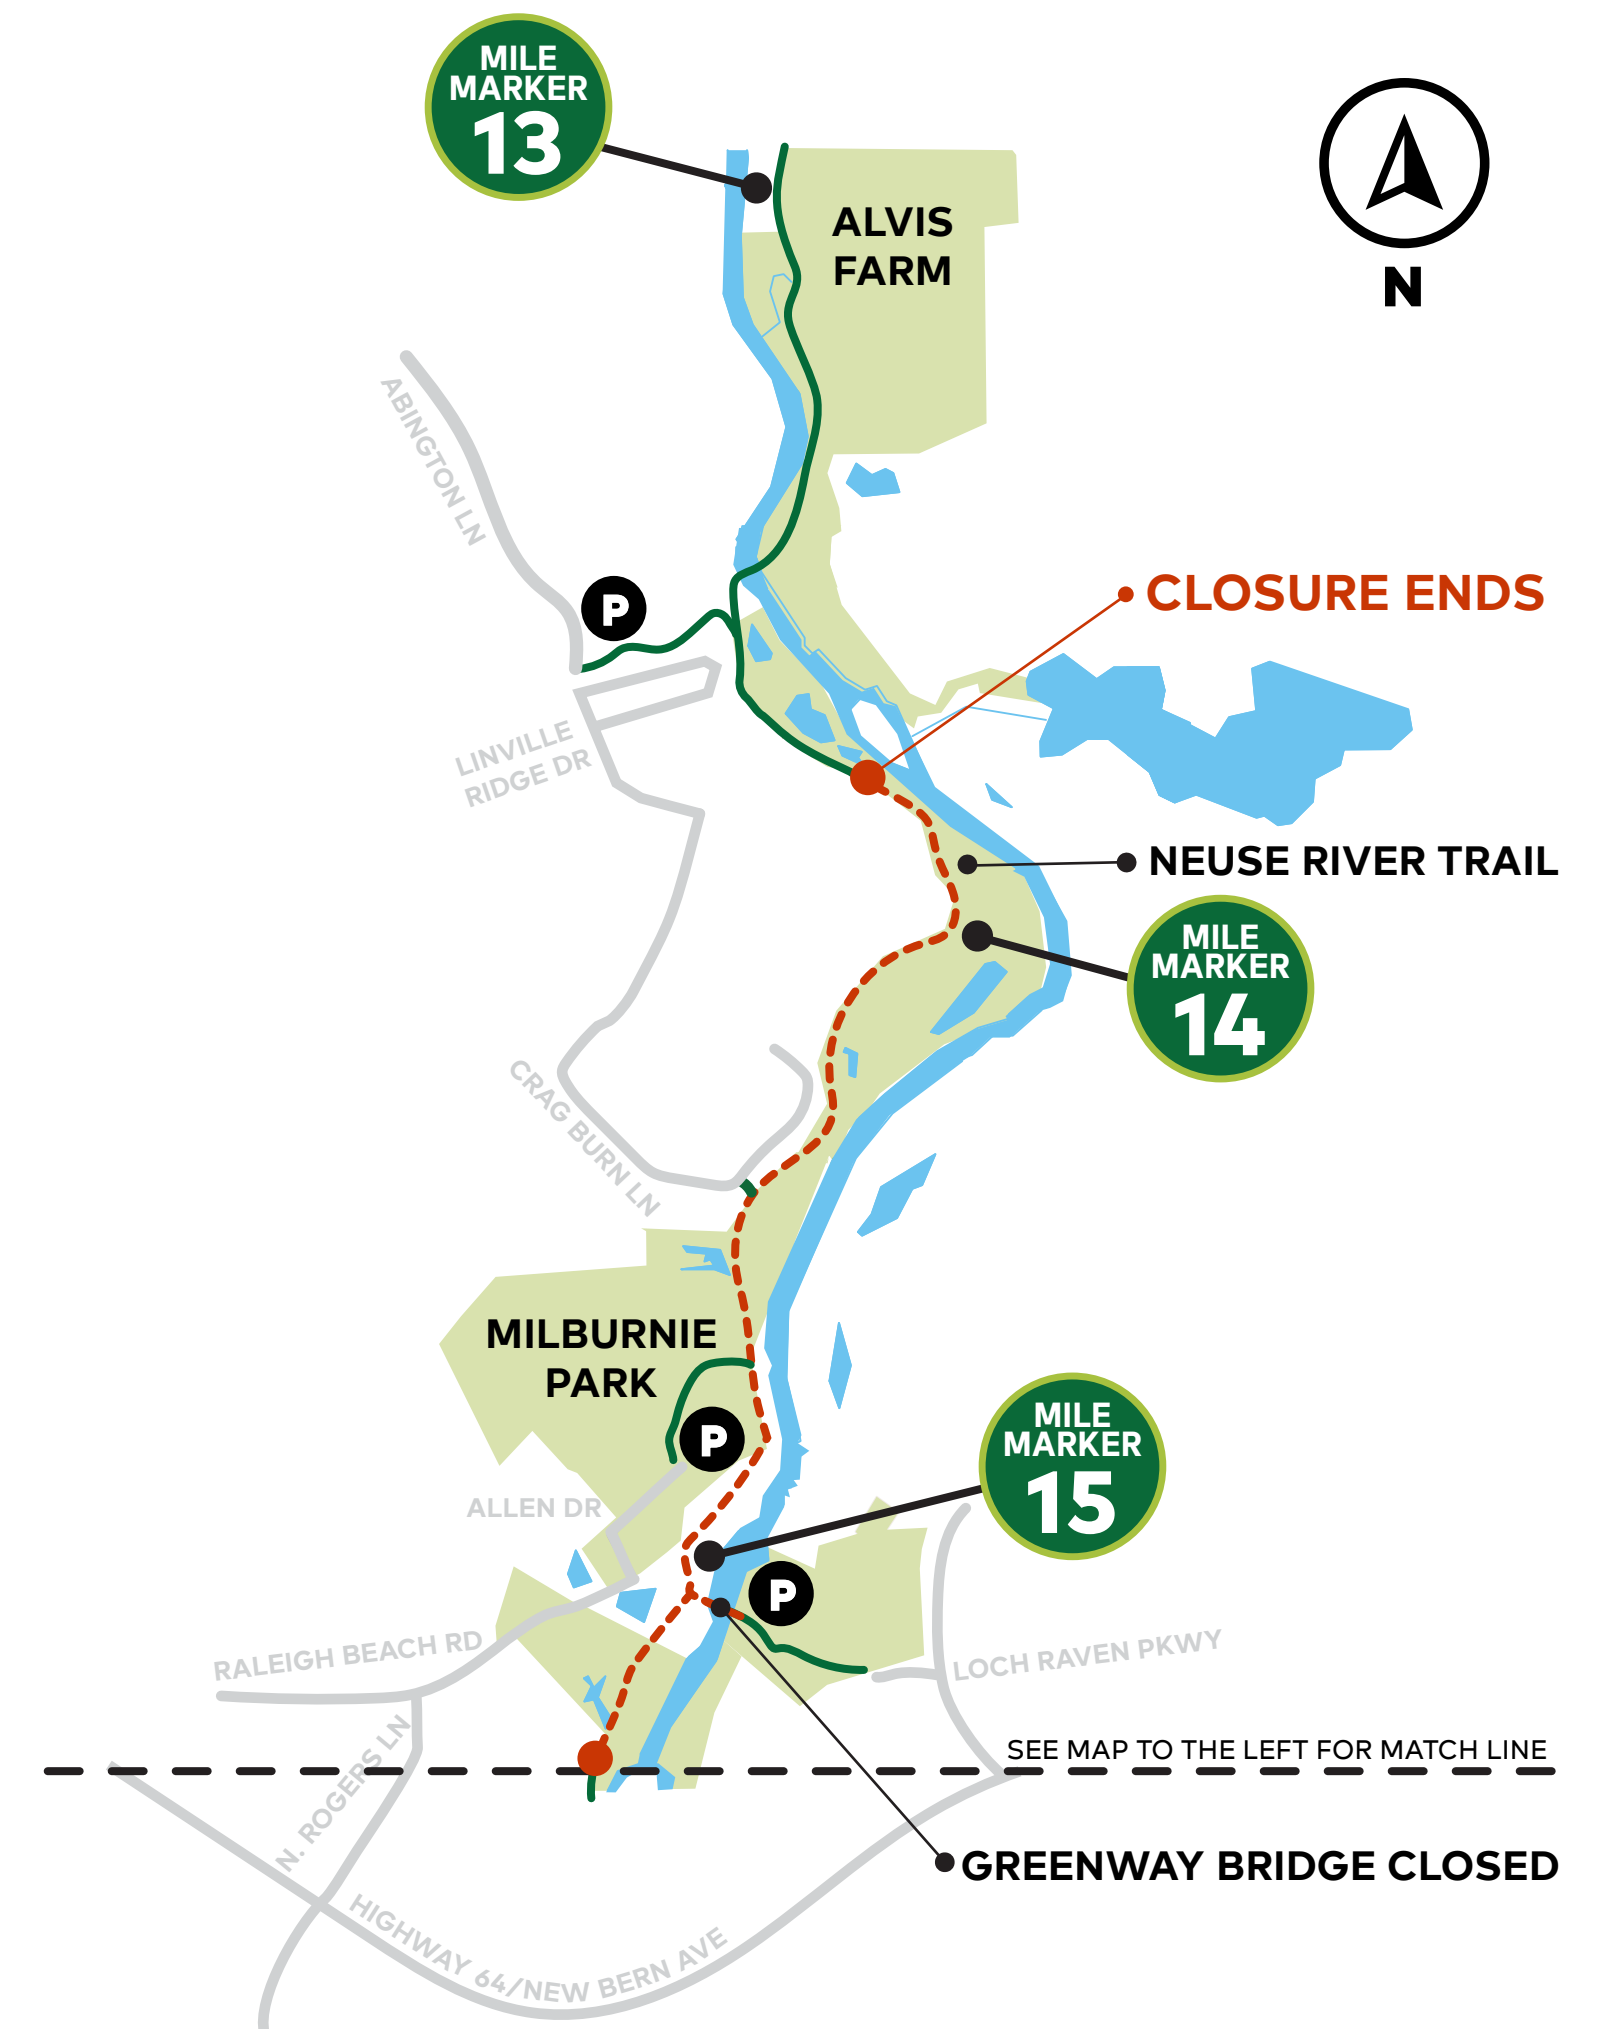 MILE
MARKER
13
ALVIS
FARM
N
ABINGTON LN
CLOSURE ENDS
P
LINVILLE
RIDGE DR
NEUSE RIVER TRAIL
MILE
MARKER
14
CRAG BURN LN
MILBURNIE
PARK
P
MILE
MARKER
15
ALLEN DR
P
RALEIGH BEACH RD
LOCH RAVEN PKWY
N. ROGERS LN
SEE MAP TO THE LEFT FOR MATCH LINE
GREENWAY BRIDGE CLOSED
HIGHWAY 64/NEW BERN AVE